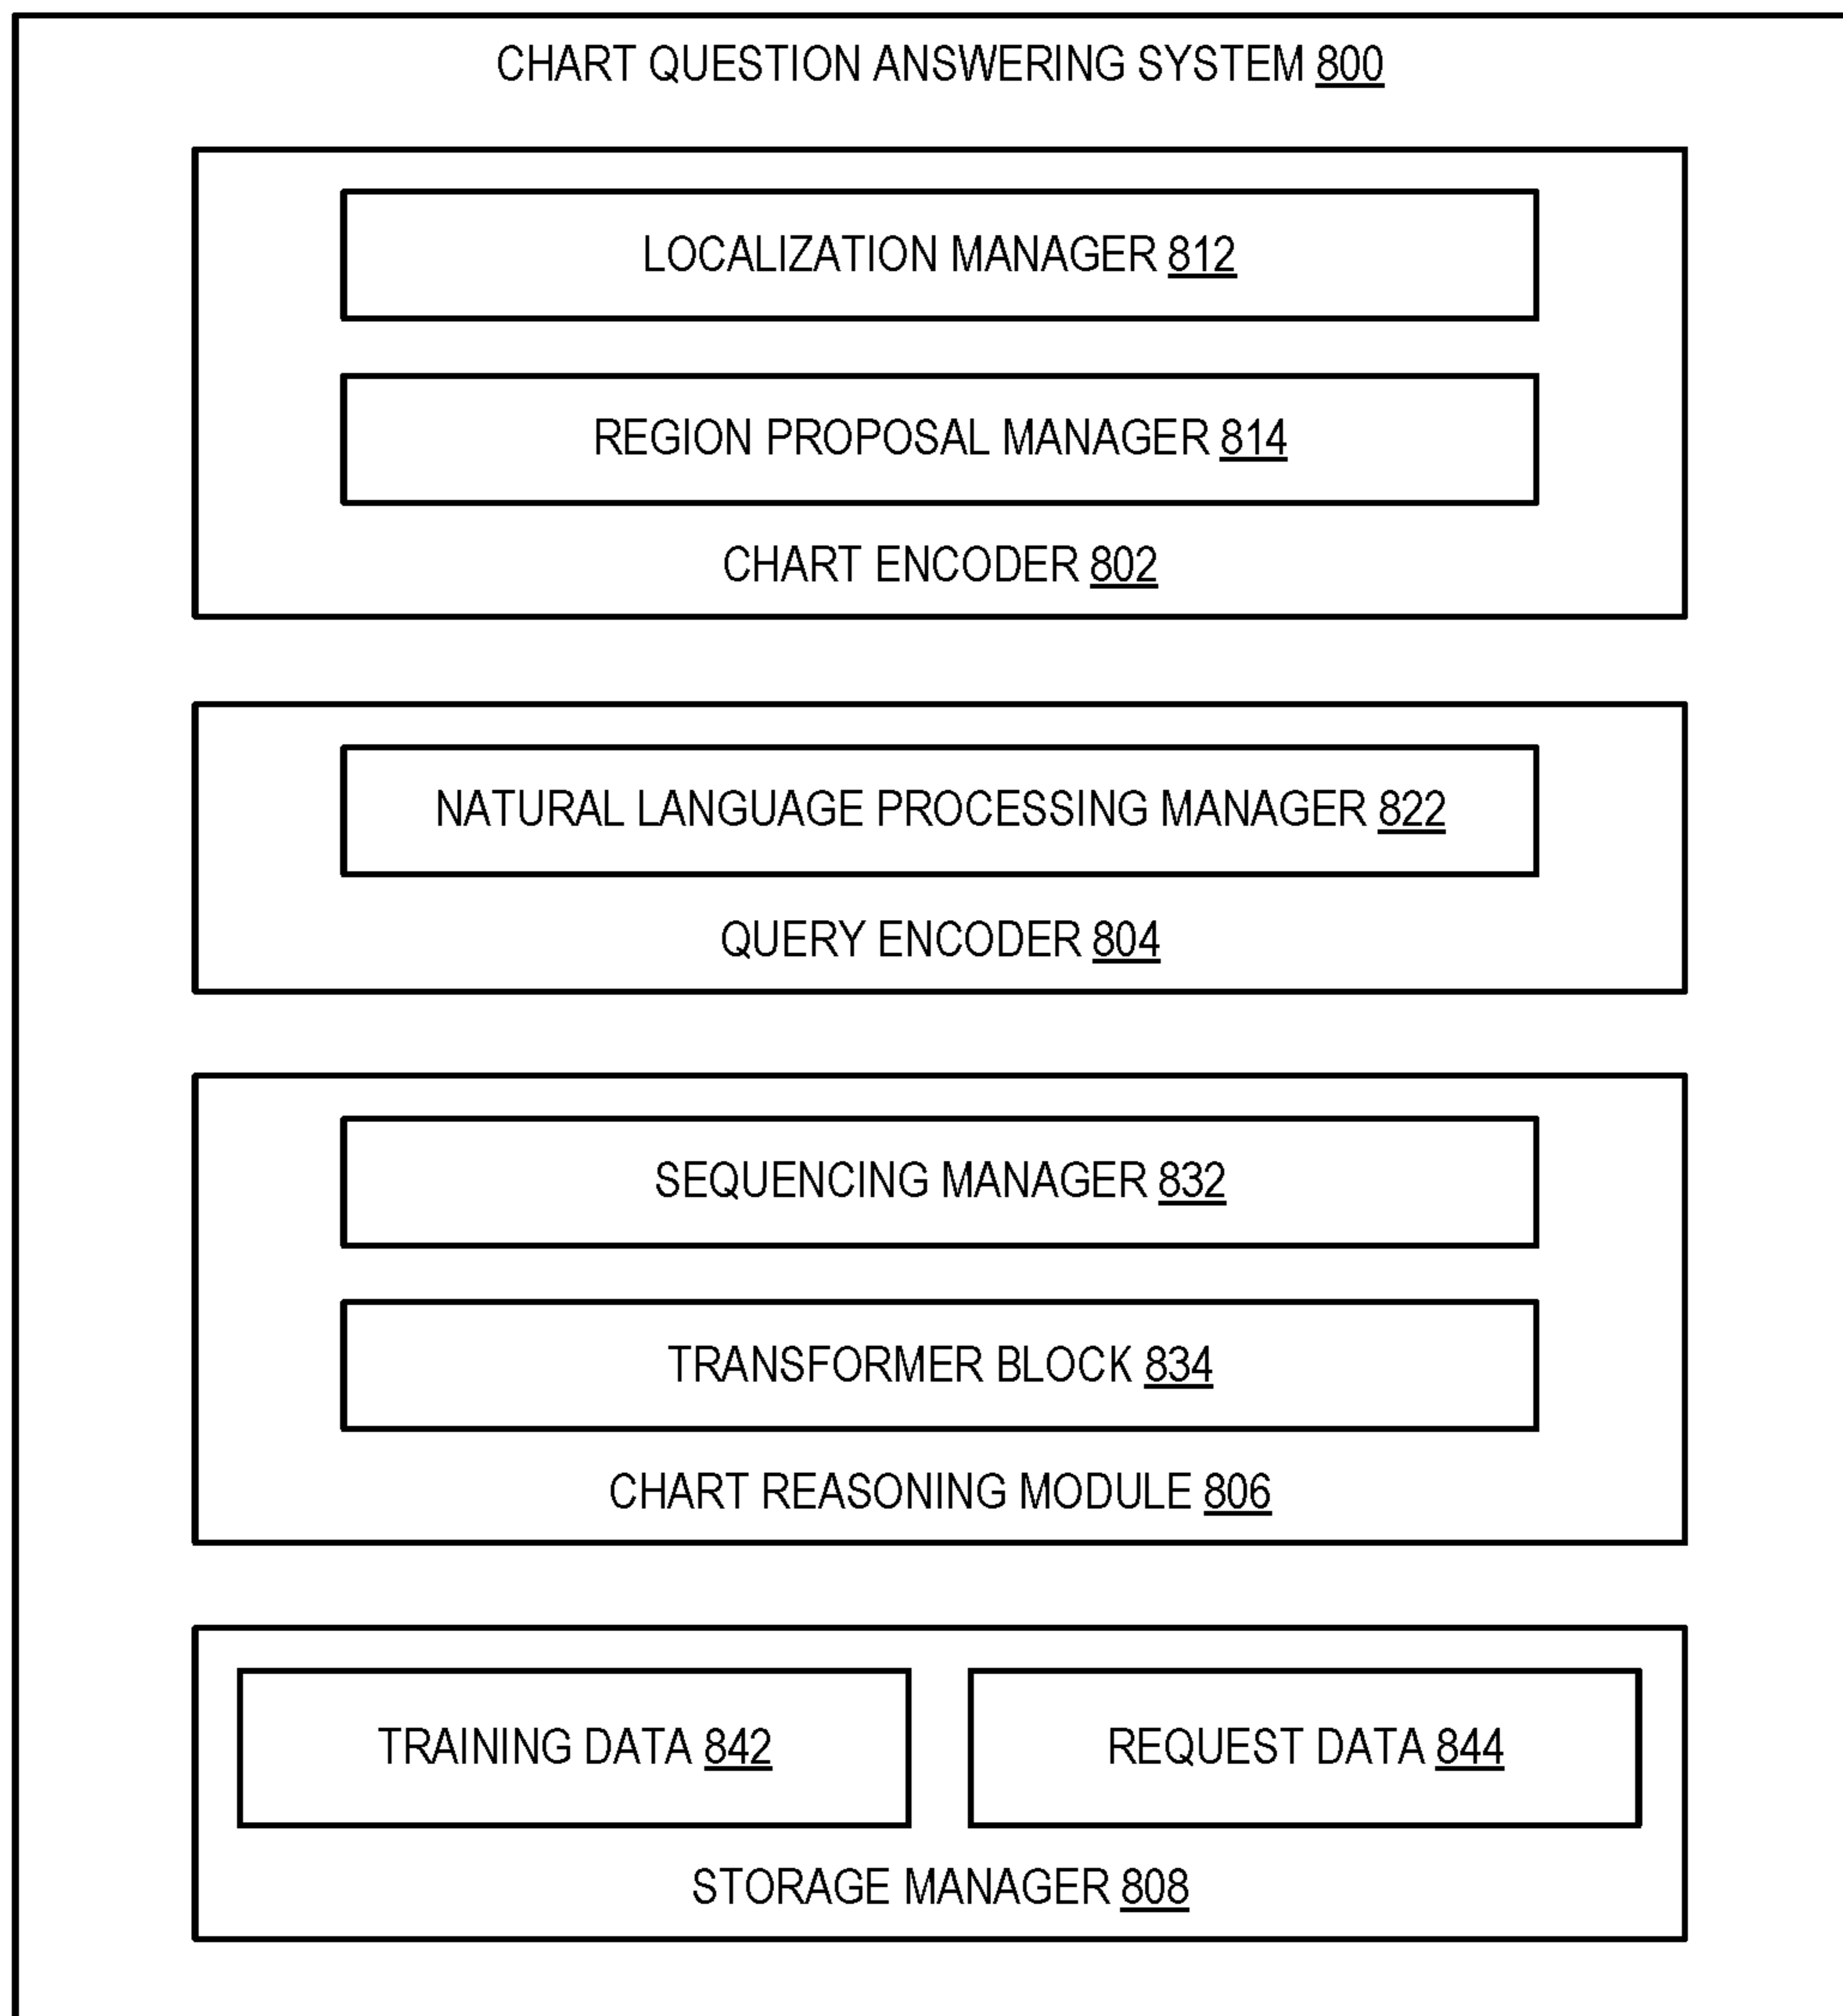 CHART QUESTION ANSWERING SYSTEM 800
LOCALIZATION MANAGER 812
REGION PROPOSAL MANAGER 814
CHART ENCODER 802
NATURAL LANGUAGE PROCESSING MANAGER 822
QUERY ENCODER 804
SEQUENCING MANAGER 832
TRANSFORMER BLOCK 834
CHART REASONING MODULE 806
TRAINING DATA 842
REQUEST DATA 844
STORAGE MANAGER 808